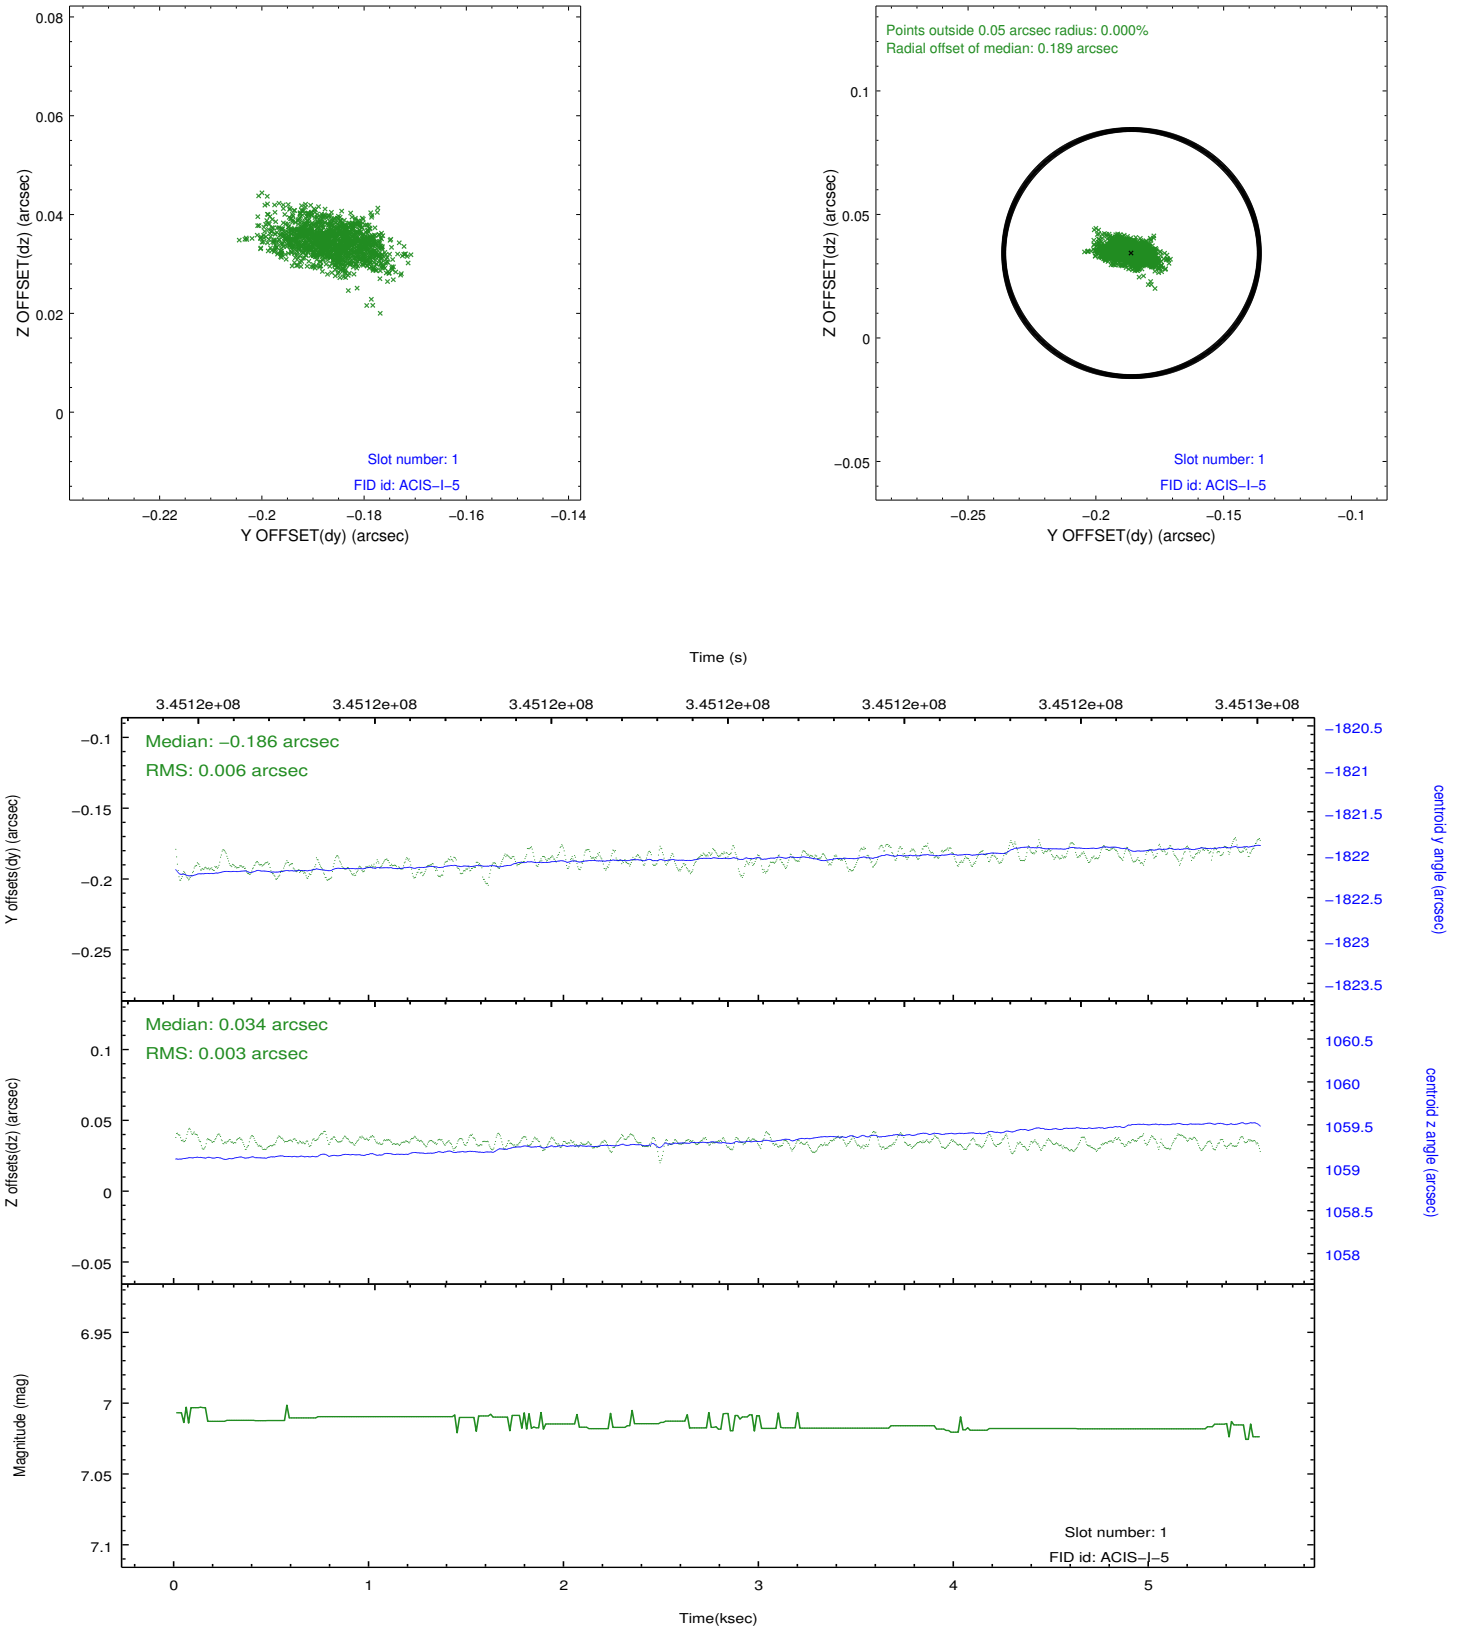 0.08
0.06
0.04
0.02
0
Z OFFSET(dz) (arcsec)
Slot number: 1
FID id: ACIS−I−5
−0.22 −0.2 −0.18 −0.16 −0.14
Y OFFSET(dy) (arcsec)
Points outside 0.05 arcsec radius: 0.000%
Radial offset of median: 0.189 arcsec
0.1
0.05
0
−0.05
Z OFFSET(dz) (arcsec)
Slot number: 1
FID id: ACIS−I−5
−0.25 −0.2 −0.15 −0.1
Y OFFSET(dy) (arcsec)
Time (s)
3.4512e+08 3.4512e+08 3.4512e+08 3.4512e+08 3.4512e+08 3.4512e+08 3.4513e+08
Median: −0.186 arcsec
RMS: 0.006 arcsec
−0.1
−0.15
−0.2
−0.25
Y offsets(dy) (arcsec)
−1820.5
−1821
−1821.5
−1822
−1822.5
−1823
−1823.5
centroid y angle (arcsec)
Median: 0.034 arcsec
RMS: 0.003 arcsec
0.1
0.05
0
−0.05
Z offsets(dz) (arcsec)
1060.5
1060
1059.5
1059
1058.5
1058
centroid z angle (arcsec)
6.95
7
7.05
7.1
Magnitude (mag)
Slot number: 1
FID id: ACIS−I−5
0 1 2 3 4 5
Time(ksec)